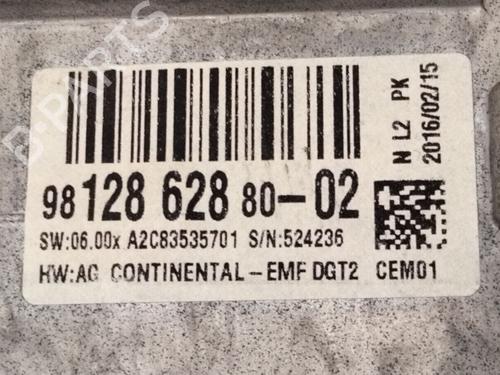 B-PARTS
98 128 628 80-02
SW:06.00x A2C83535701 S/N:524236
HW:AG CONTINENTAL-EMF DGT2 CEM01
N L2 PK
2016/02/15